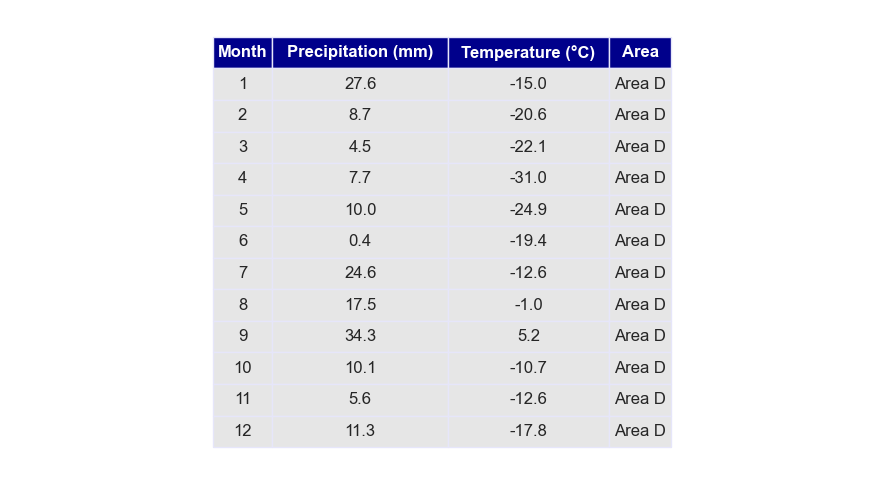 Month Precipitation (mm) Temperature (°C) Area
1 27.6 -15.0 Area D
2 8.7 -20.6 Area D
3 4.5 -22.1 Area D
4 7.7 -31.0 Area D
5 10.0 -24.9 Area D
6 0.4 -19.4 Area D
7 24.6 -12.6 Area D
8 17.5 -1.0 Area D
9 34.3 5.2 Area D
10 10.1 -10.7 Area D
11 5.6 -12.6 Area D
12 11.3 -17.8 Area D